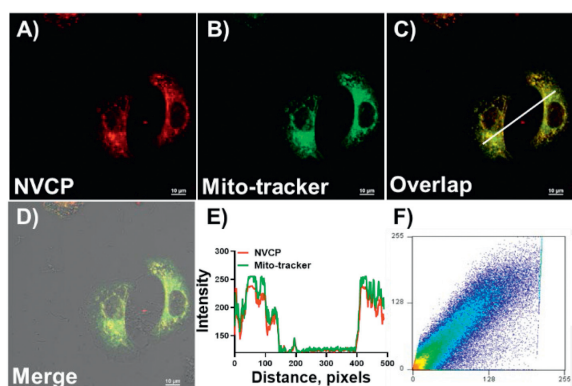 A)
NVCP
10 μm
B)
Mito-tracker
10 μm
C)
Overlap
10 μm
D)
Merge
10 μm
E)
NVCP
Mito-tracker
Intensity
300
250
200
150
0 100 200 300 400 500
Distance, pixels
F)
255
128
0
0 128 255